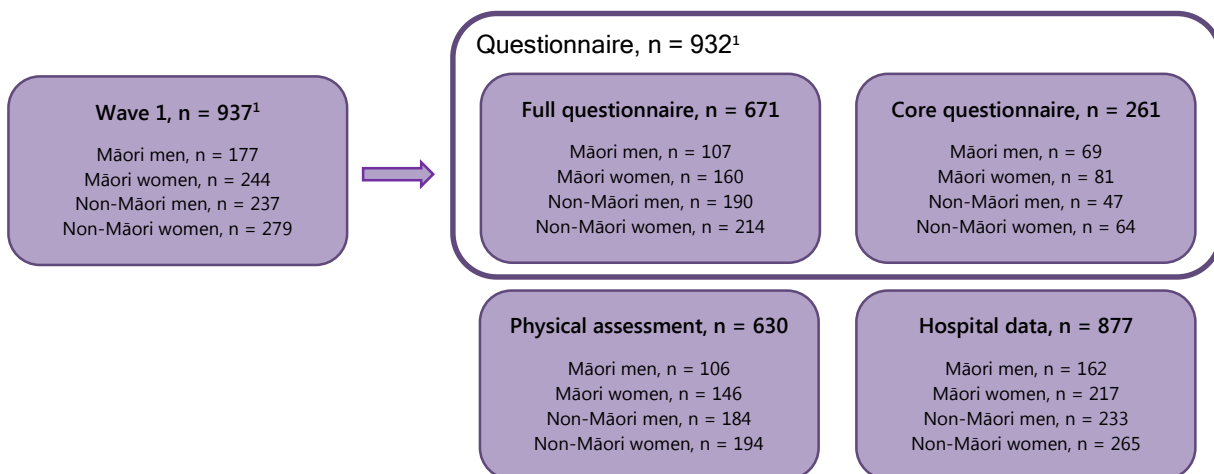 Questionnaire, n = 932¹
Wave 1, n = 937¹
Māori men, n = 177
Māori women, n = 244
Non-Māori men, n = 237
Non-Māori women, n = 279
Full questionnaire, n = 671
Māori men, n = 107
Māori women, n = 160
Non-Māori men, n = 190
Non-Māori women, n = 214
Core questionnaire, n = 261
Māori men, n = 69
Māori women, n = 81
Non-Māori men, n = 47
Non-Māori women, n = 64
Physical assessment, n = 630
Māori men, n = 106
Māori women, n = 146
Non-Māori men, n = 184
Non-Māori women, n = 194
Hospital data, n = 877
Māori men, n = 162
Māori women, n = 217
Non-Māori men, n = 233
Non-Māori women, n = 265